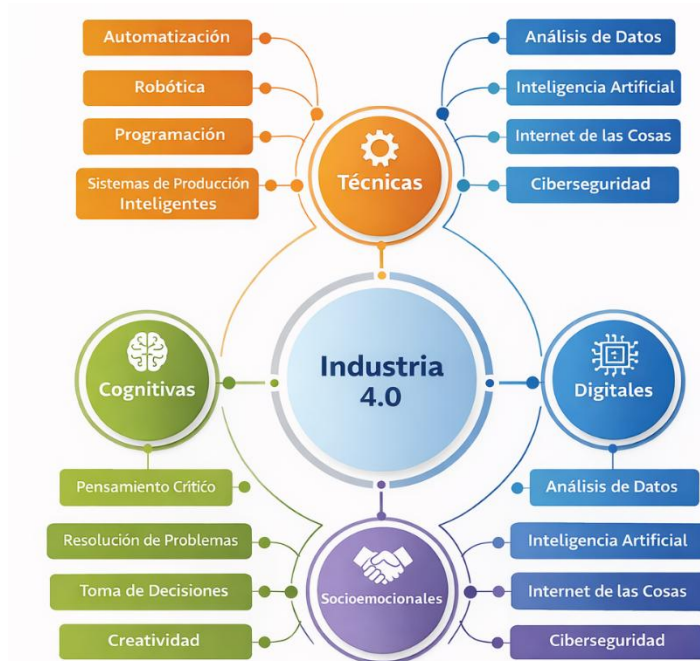 Automatización
Robótica
Programación
Sistemas de Producción
Inteligentes
Análisis de Datos
Inteligencia Artificial
Internet de las Cosas
Ciberseguridad
Técnicas
Cognitivas
Industria
4.0
Digitales
Pensamiento Critićo
Resolución de Problemas
Toma de Decisiones
Creatividad
Socioemocionales
Análisis de Datos
Inteligencia Artificial
Internet de las Cosas
Ciberseguridad